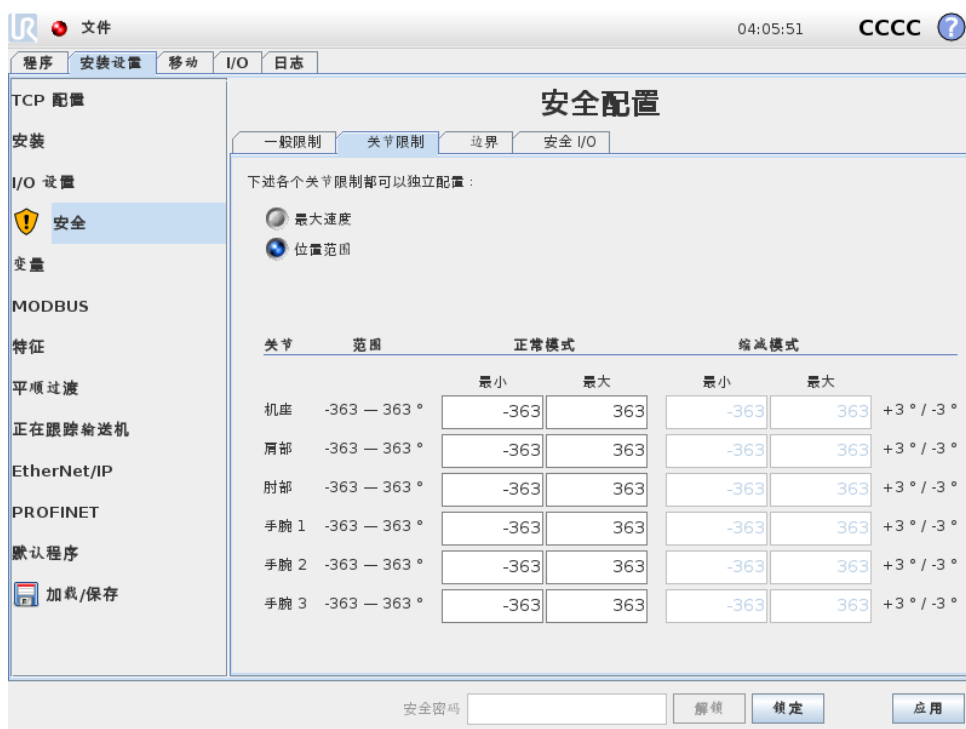 UR 文件 04:05:51 CCCC ?
程序 安装设置 移动 I/O 日志
TCP 配置
安装
I/O 设置
安全
变量
MODBUS
特征
平顺过渡
正在跟踪输送机
EtherNet/IP
PROFINET
默认程序
加载/保存
安全配置
一般限制 关节限制 边界 安全 I/O
下述各个关节限制都可以独立配置：
最大速度
位置范围
关节 范围 正常模式 缩减模式
最小 最大 最小 最大
机座 -363 — 363 ° -363 363 -363 363 +3 ° / -3 °
肩部 -363 — 363 ° -363 363 -363 363 +3 ° / -3 °
肘部 -363 — 363 ° -363 363 -363 363 +3 ° / -3 °
手腕 1 -363 — 363 ° -363 363 -363 363 +3 ° / -3 °
手腕 2 -363 — 363 ° -363 363 -363 363 +3 ° / -3 °
手腕 3 -363 — 363 ° -363 363 -363 363 +3 ° / -3 °
安全密码 解锁 锁定 应用